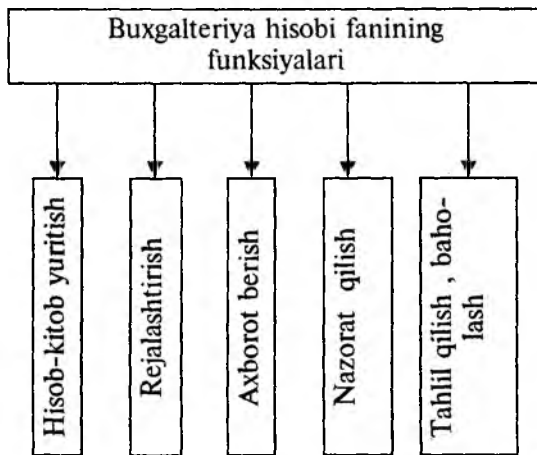 Buxgalteriya hisobi fanining
funksiyalari
Hisob-kitob yuritish
Rejalashtirish
Axborot berish
Nazorat qilish
Tahlil qilish , baho-
lash